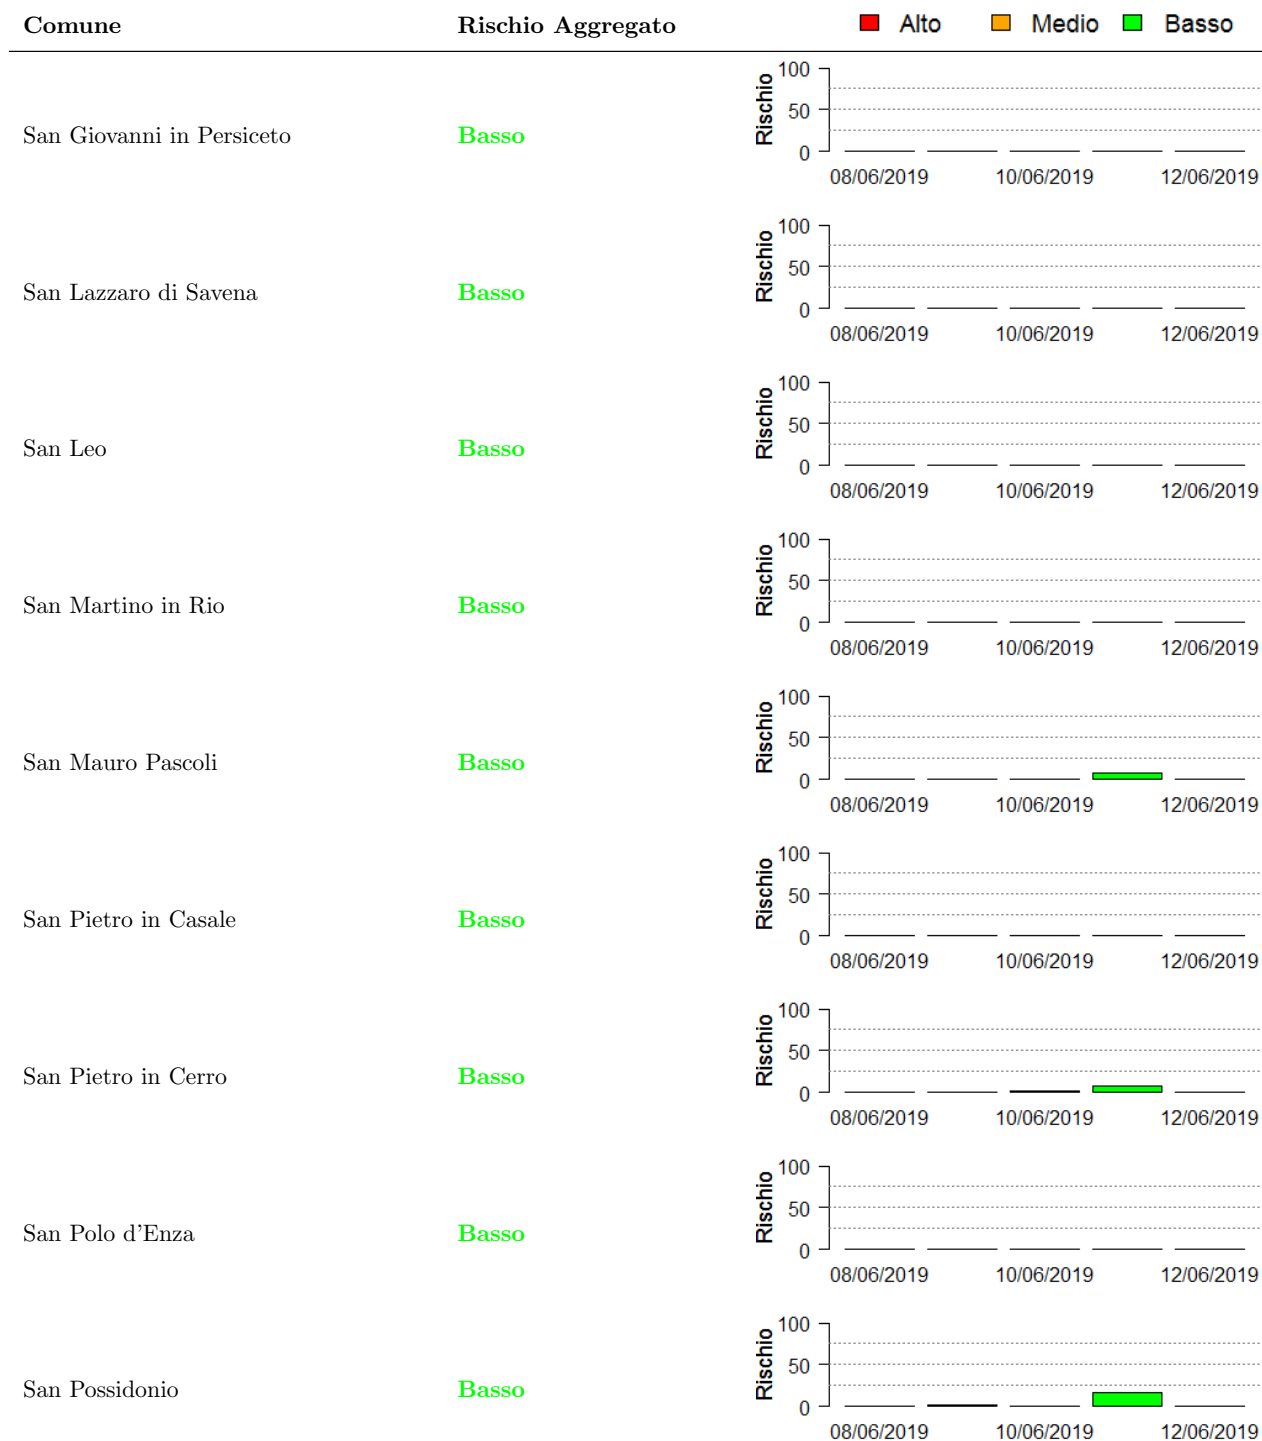 Comune Rischio Aggregato Alto Medio Basso
San Giovanni in Persiceto Basso
Rischio
100
50
0
08/06/2019 10/06/2019 12/06/2019
San Lazzaro di Savena Basso
Rischio
100
50
0
08/06/2019 10/06/2019 12/06/2019
San Leo Basso
Rischio
100
50
0
08/06/2019 10/06/2019 12/06/2019
San Martino in Rio Basso
Rischio
100
50
0
08/06/2019 10/06/2019 12/06/2019
San Mauro Pascoli Basso
Rischio
100
50
0
08/06/2019 10/06/2019 12/06/2019
San Pietro in Casale Basso
Rischio
100
50
0
08/06/2019 10/06/2019 12/06/2019
San Pietro in Cerro Basso
Rischio
100
50
0
08/06/2019 10/06/2019 12/06/2019
San Polo d'Enza Basso
Rischio
100
50
0
08/06/2019 10/06/2019 12/06/2019
San Possidonio Basso
Rischio
100
50
0
08/06/2019 10/06/2019 12/06/2019